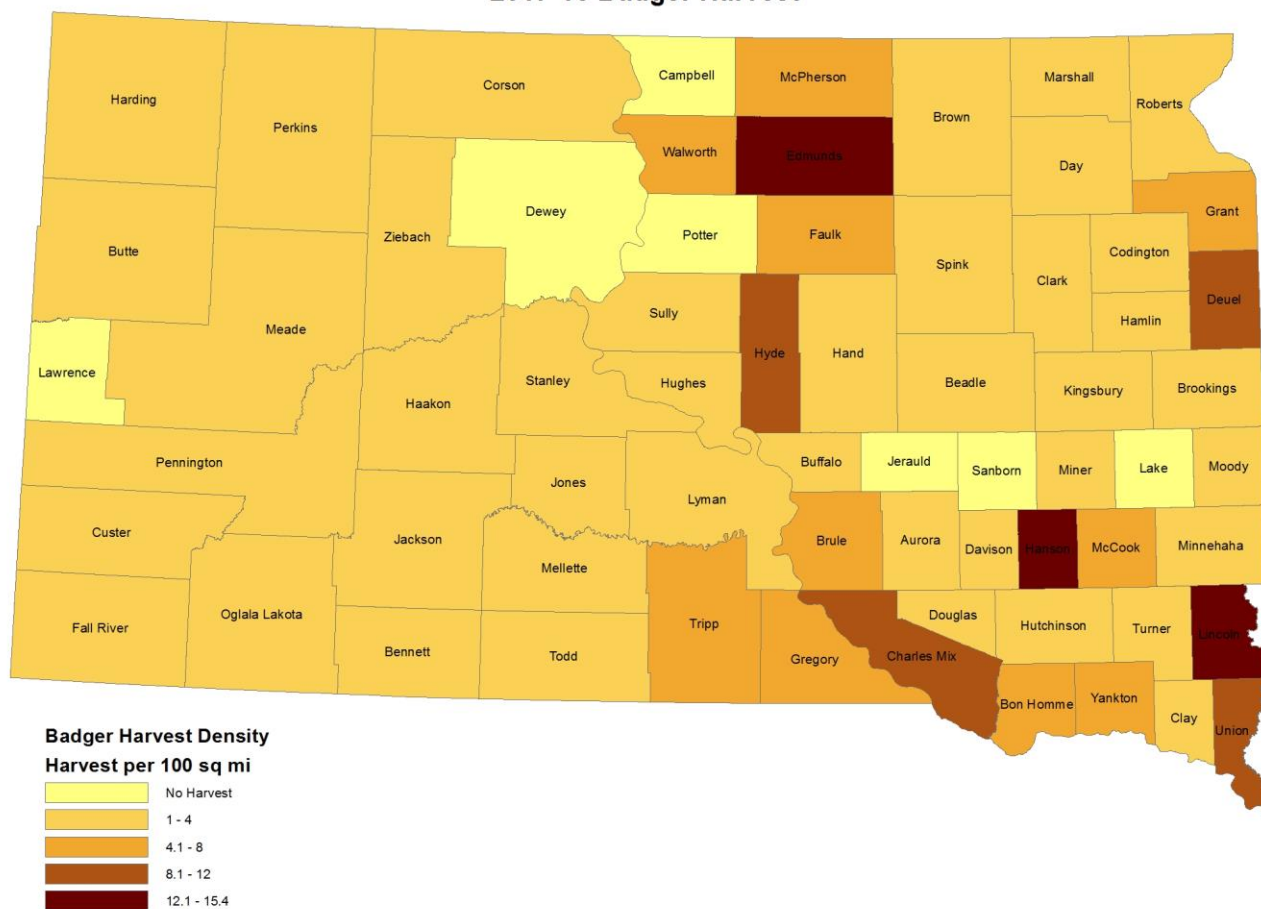 Campbell
McPherson
Marshall
Corson
Harding
Roberts
Brown
Perkins
Walworth
Edmunds
Day
Dewey
Grant
Potter
Faulk
Ziebach
Butte
Codington
Spink
Clark
Deuel
Sully
Hamlin
Meade
Hyde
Hand
Lawrence
Stanley
Hughes
Beadle
Kingsbury
Brookings
Haakon
Pennington
Buffalo
Jerauld
Sanborn
Miner
Lake
Moody
Jones
Lyman
Custer
Jackson
Brule
Aurora
Davison
Hanson
McCook
Minnehaha
Mellette
Oglala Lakota
Fall River
Tripp
Douglas
Hutchinson
Turner
Lincoln
Bennett
Todd
Gregory
Charles Mix
Bon Homme
Yankton
Clay
Union
Badger Harvest Density
Harvest per 100 sq mi
No Harvest
1 - 4
4.1 - 8
8.1 - 12
12.1 - 15.4